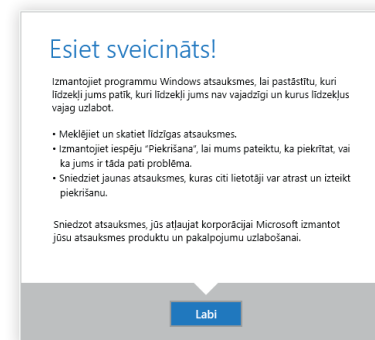 Esiet sveicināts!
Izmantojiet programmu Windows atsauksmes, lai pastāstītu, kuri
līdzekļi jums patīk, kuri līdzekļi jums nav vajadzīgi un kurus līdzekļus
vajag uzlabot.
• Meklējiet un skatiet līdzīgas atsauksmes.
• Izmantojiet iespēju “Piekrišana”, lai mums pateiktu, ka piekrītat, vai
ka jums ir tāda pati problēma.
• Sniedziet jaunas atsauksmes, kuras citi lietotāji var atrast un izteikt
piekrišanu.
Sniedzot atsauksmes, jūs atļaujat korporācijai Microsoft izmantot
jūsu atsauksmes produktu un pakalpojumu uzlabošanai.
Labi